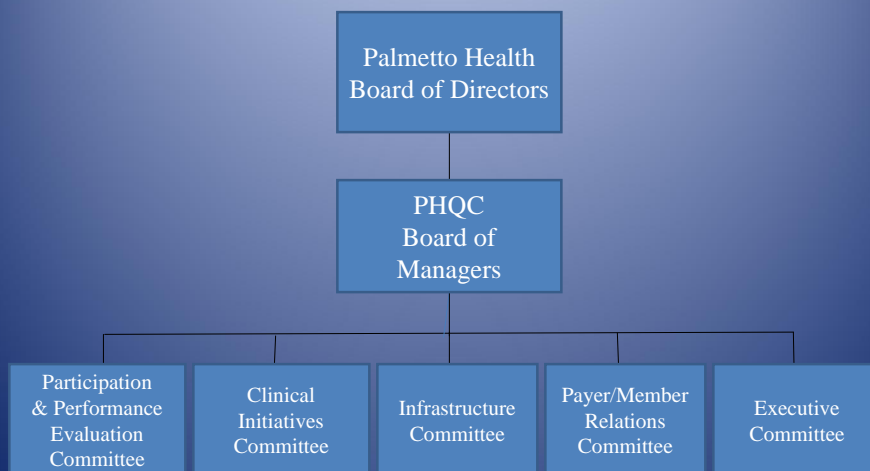 Palmetto Health
Board of Directors
PHQC
Board of
Managers
Participation
& Performance
Evaluation
Committee
Clinical
Initiatives
Committee
Infrastructure
Committee
Payer/Member
Relations
Committee
Executive
Committee